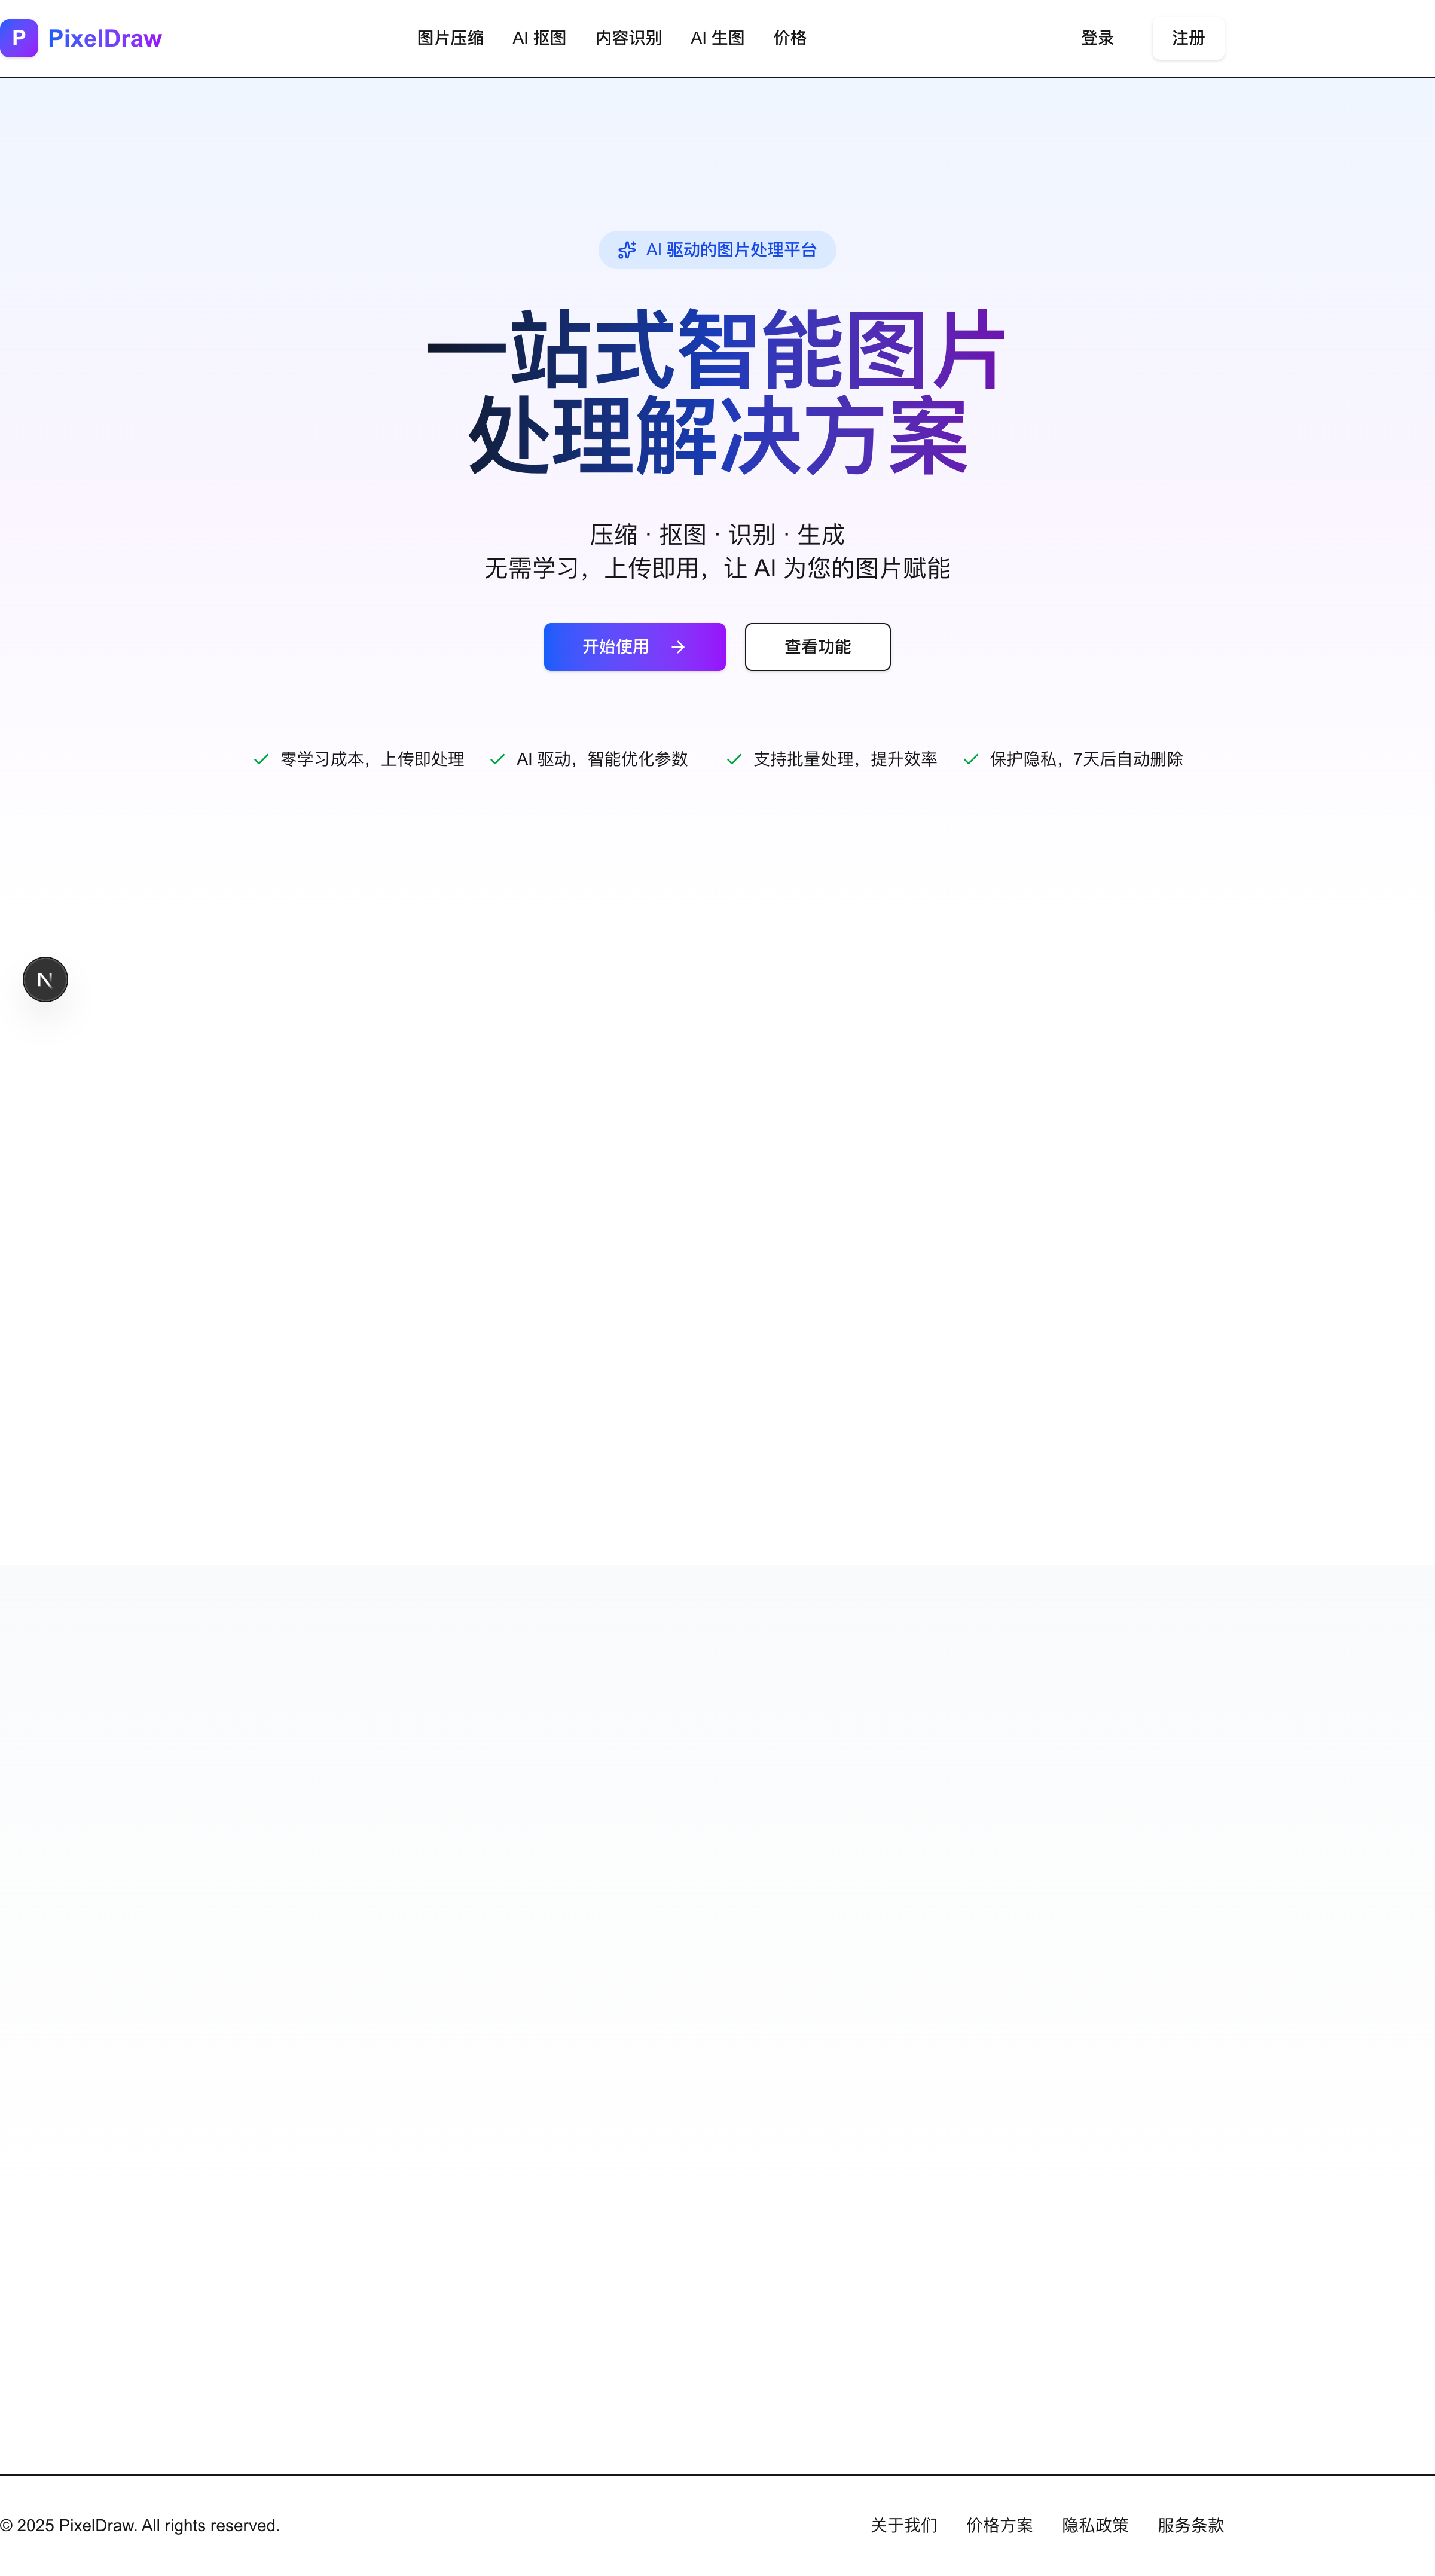 P PixelDraw 图片压缩 AI 抠图 内容识别 AI 生图 价格 登录 注册
AI 驱动的图片处理平台
一站式智能图片
处理解决方案
压缩 · 抠图 · 识别 · 生成
无需学习，上传即用，让 AI 为您的图片赋能
开始使用 查看功能
零学习成本，上传即处理 AI 驱动，智能优化参数 支持批量处理，提升效率 保护隐私，7天后自动删除
N
© 2025 PixelDraw. All rights reserved. 关于我们 价格方案 隐私政策 服务条款